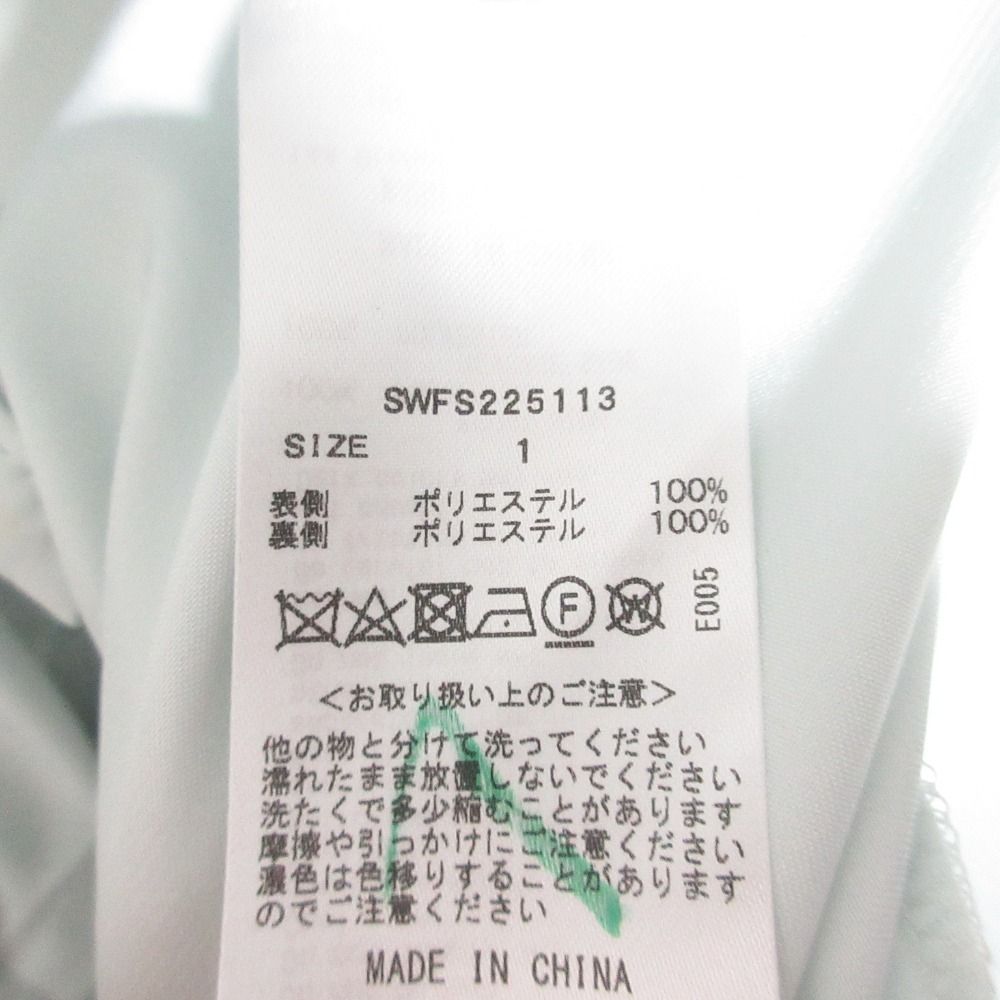 SWFS225113
SIZE 1
表側 ポリエステル 100%
裏側 ポリエステル 100%
F W E005
<お取り扱い上のご注意>
他の物と分けて洗ってください
濡れたまま放置しないでください
洗たくで多少縮むことがあります
摩擦や引っかけにご注意ください
濃色は色移りすることがあります
のでご注意ください
MADE IN CHINA